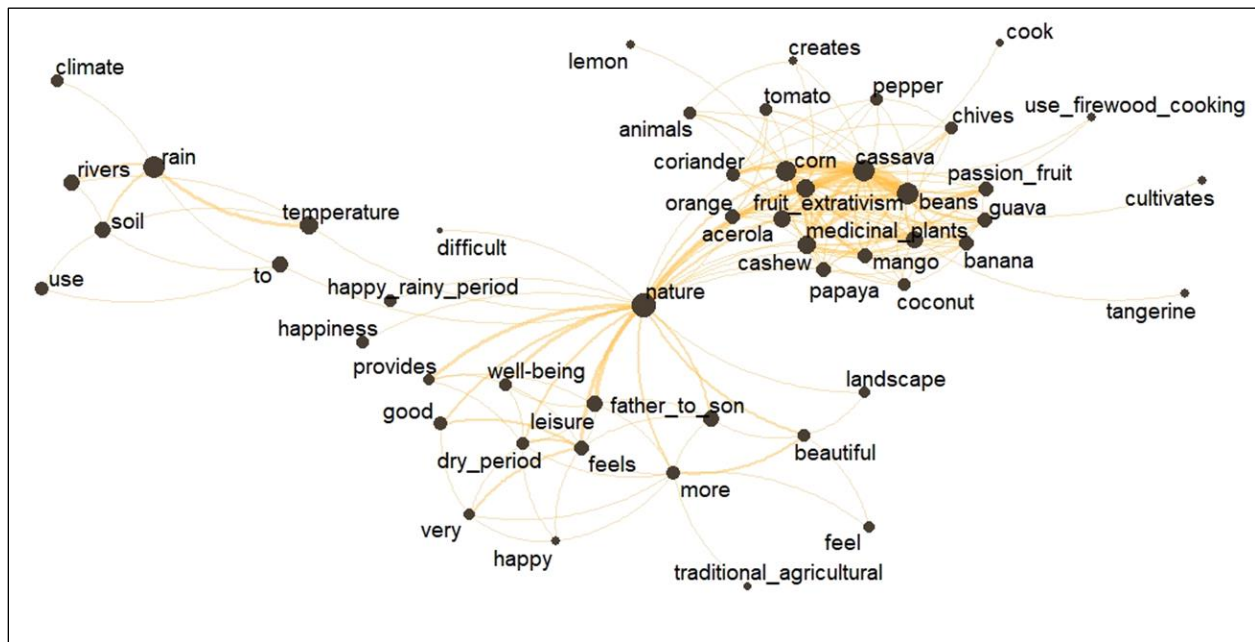 cook
creates
lemon
climate
pepper
tomato
use_firewood_cooking
chives
animals
rain
corn
cassava
coriander
rivers
passion_fruit
cultivates
orange
fruit_extrativism
beans
guava
temperature
soil
acerola
medicinal_plants
difficult
cashew
mango
banana
use
to
papaya
happy_rainy_period
nature
coconut
tangerine
happiness
provides
well-being
landscape
good
leisure
father_to_son
beautiful
dry_period
feels
more
very
feel
happy
traditional_agricultural